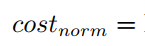 cost_norm =